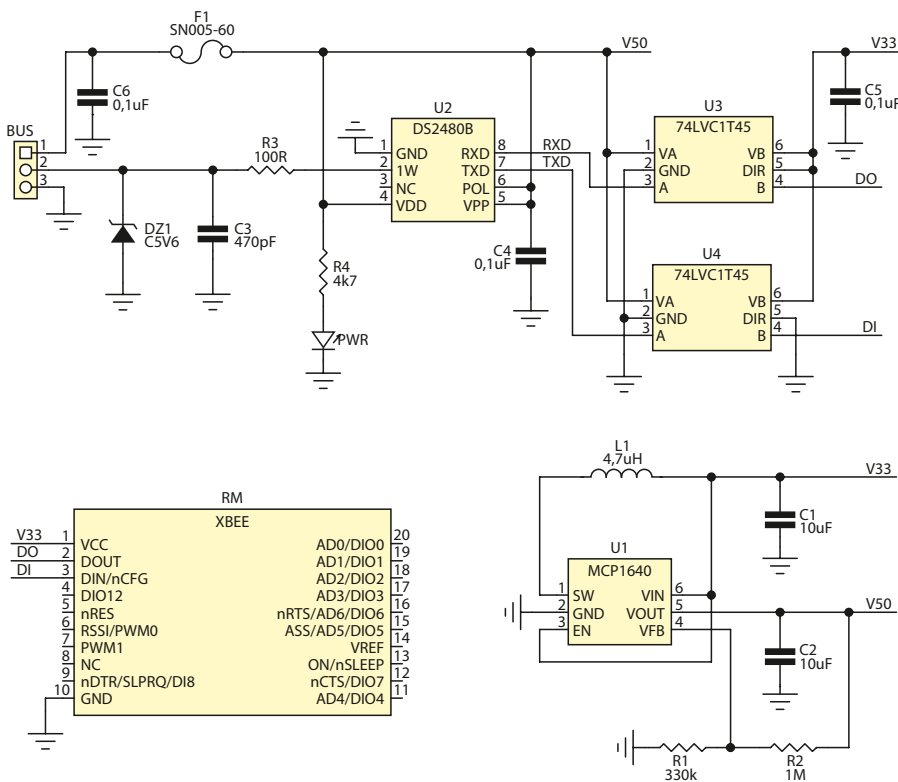 F1
SN005-60
V50
V33
C6
0,1uF
C5
0,1uF
BUS
1
2
3
U2
DS2480B
1 GND RXD 8
2 1W TXD 7
3 NC POL 6
4 VDD VPP 5
RXD
TXD
R3
100R
DZ1
C5V6
C3
470pF
C4
0,1uF
R4
4k7
PWR
U3
74LVC1T45
1 VA VB 6
2 GND DIR 5
3 A B 4
DO
U4
74LVC1T45
1 VA VB 6
2 GND DIR 5
3 A B 4
DI
RM
XBEE
V33 1 VCC AD0/DIO0 20
DO 2 DOUT AD1/DIO1 19
DI 3 DIN/nCFG AD2/DIO2 18
4 DIO12 AD3/DIO3 17
5 nRES nRTS/AD6/DIO6 16
6 RSSI/PWM0 ASS/AD5/DIO5 15
7 PWM1 VREF 14
8 NC ON/nSLEEP 13
9 nDTR/SLPRQ/DI8 nCTS/DIO7 12
10 GND AD4/DIO4 11
L1
4,7uH
V33
C1
10uF
U1
MCP1640
1 SW VIN 6
2 GND VOUT 5
3 EN VFB 4
V50
C2
10uF
R1
330k
R2
1M